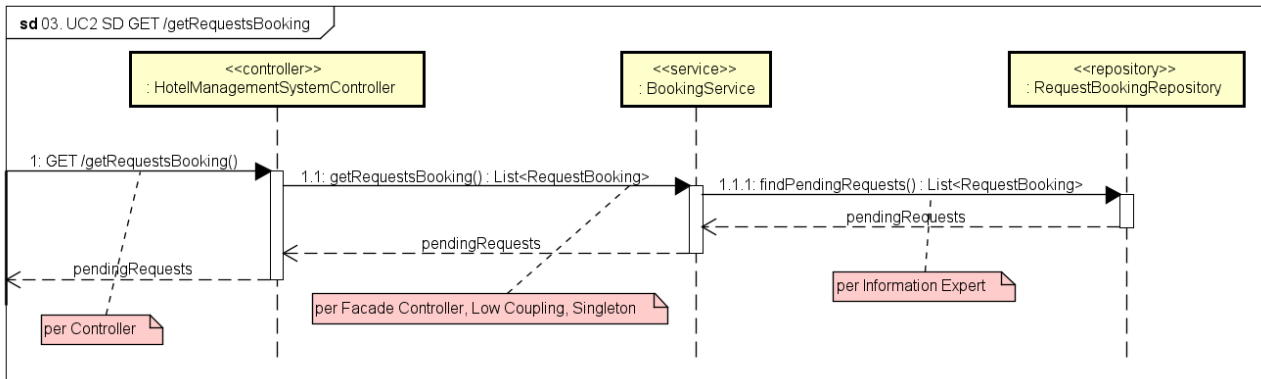 sd 03. UC2 SD GET /getRequestsBooking
<<controller>>
: HotelManagementSystemController
<<service>>
: BookingService
<<repository>>
: RequestBookingRepository
1: GET /getRequestsBooking()
1.1: getRequestsBooking() : List<RequestBooking>
1.1.1: findPendingRequests() : List<RequestBooking>
pendingRequests
pendingRequests
pendingRequests
per Information Expert
per Facade Controller, Low Coupling, Singleton
per Controller